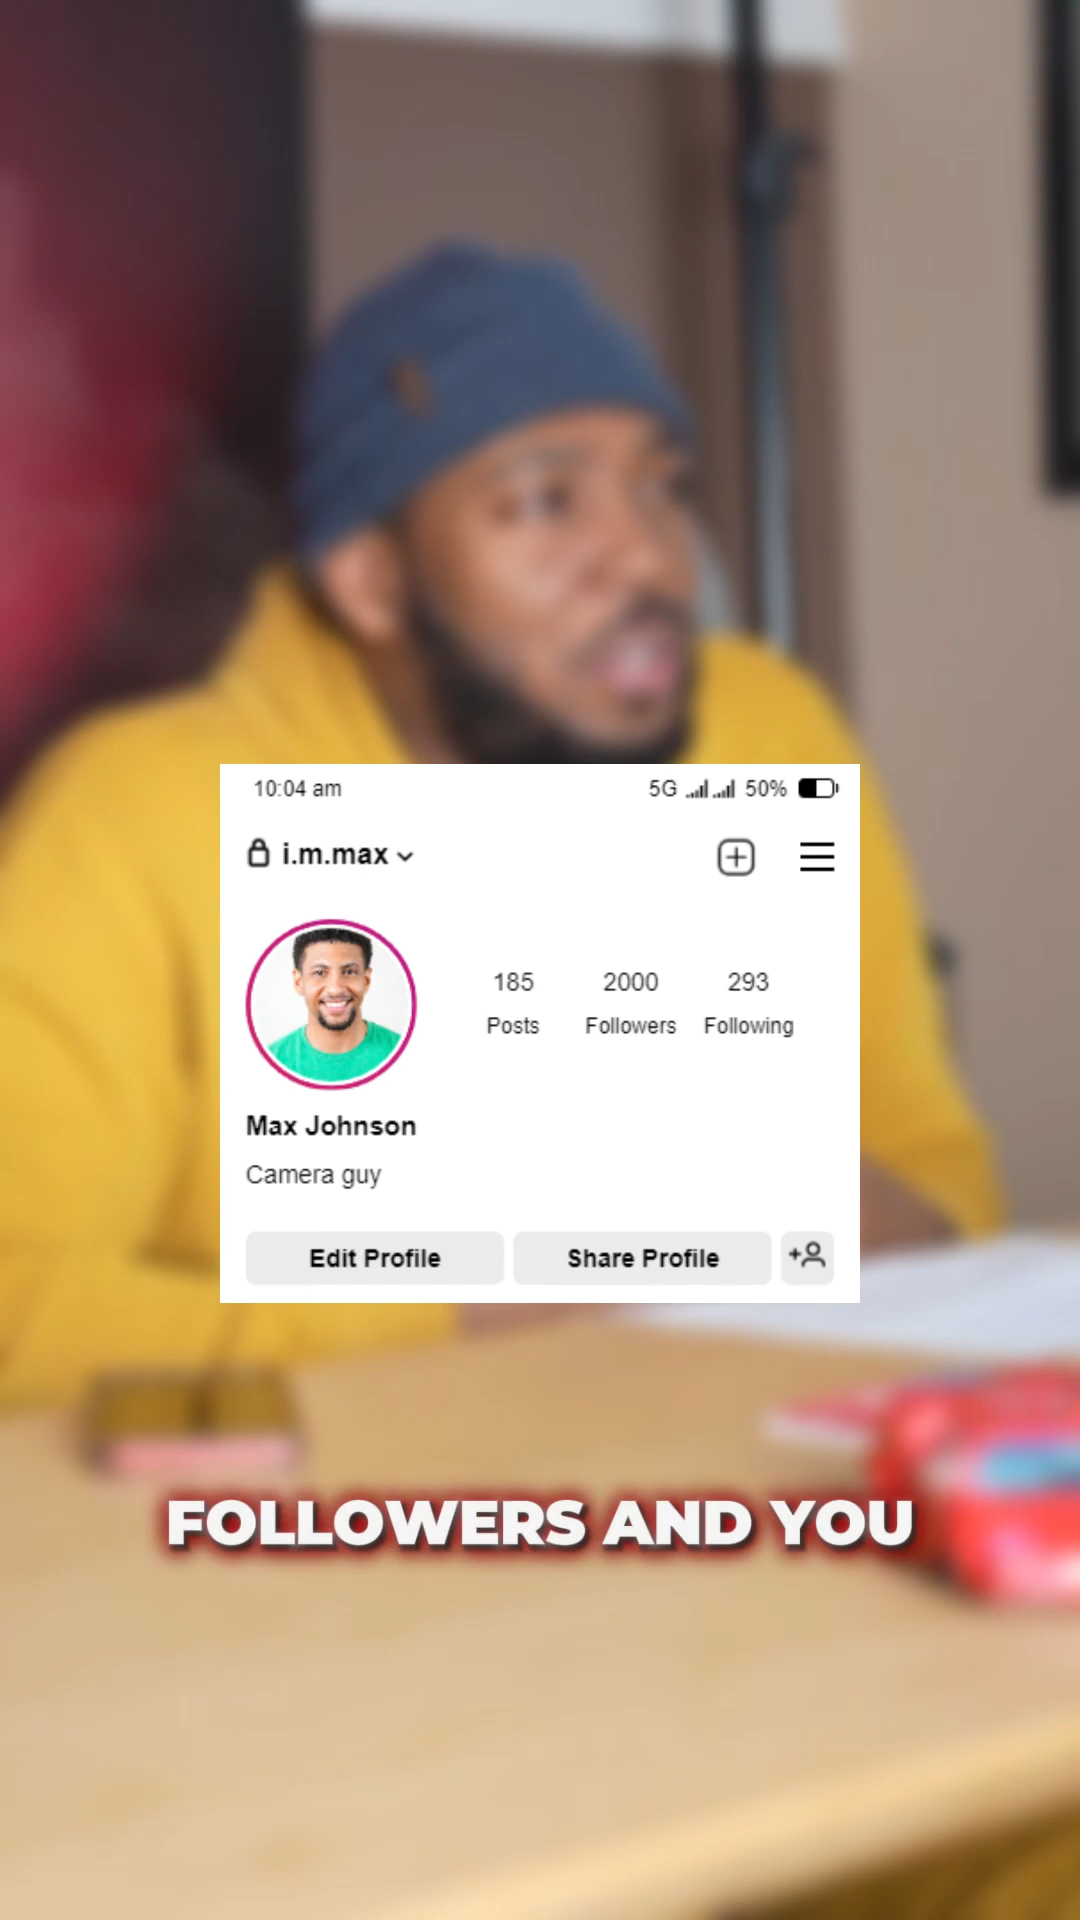 10:04 am 5G 50%
i.m.max
185 2000 293
Posts Followers Following
Max Johnson
Camera guy
Edit Profile Share Profile
FOLLOWERS AND YOU